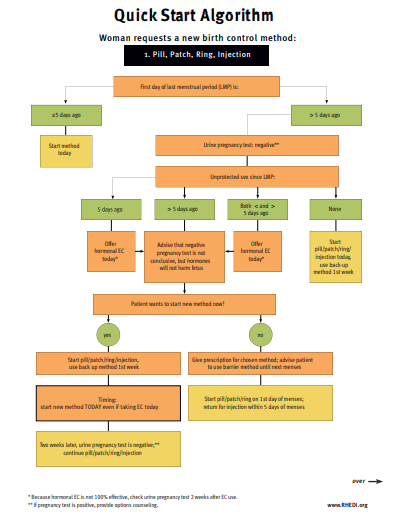 Quick Start Algorithm
Woman requests a new birth control method:
1. Pill, Patch, Ring, Injection
First day of last menstrual period (LMP) is:
≤5 days ago
> 5 days ago
Start method
today
Urine pregnancy test: negative**
Unprotected sex since LMP:
5 days ago
> 5 days ago
Both < and >
5 days ago
None
Offer
hormonal EC
today*
Advise that negative
pregnancy test is not
conclusive, but hormones
will not harm fetus
Offer
hormonal EC
today*
Start
pill/patch/ring/
injection today,
use back-up
method 1st week
Patient wants to start new method now?
yes
no
Start pill/patch/ring/injection,
use back up method 1st week
Give prescription for chosen method; advise patient
to use barrier method until next menses
Timing:
start new method TODAY even if taking EC today
Start pill/patch/ring on 1st day of menses;
return for injection within 5 days of menses
Two weeks later, urine pregnancy test is negative;**
continue pill/patch/ring/injection
over
* Because hormonal EC is not 100% effective, check urine pregnancy test 2 weeks after EC use.
** If pregnancy test is positive, provide options counseling.
www.RHEDI.org